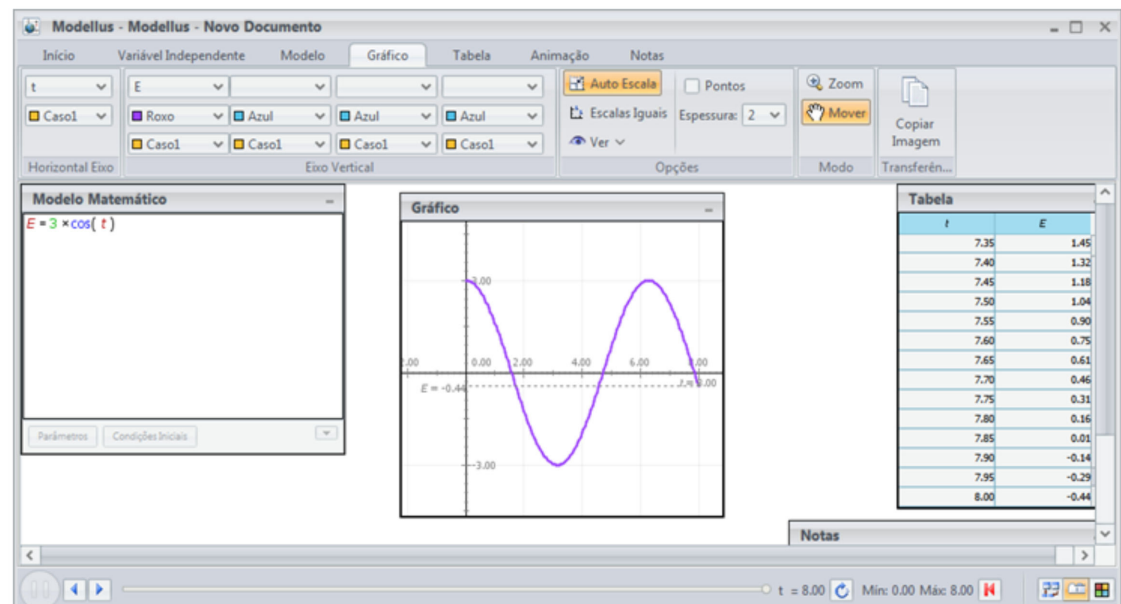 Modellus - Modellus - Novo Documento
Início Variável Independente Modelo Gráfico Tabela Animação Notas
t E Auto Escala Pontos Zoom
Caso1 Roxo Azul Azul Azul Escalas Iguais Espessura: 2 Mover Copiar Imagem
Caso1 Caso1 Caso1 Caso1 Ver
Horizontal Eixo Eixo Vertical Opções Modo Transferên...
Modelo Matemático
E = 3 × cos( t )
Parâmetros Condições Iniciais
Gráfico
3.00
2.00 0.00 2.00 4.00 6.00 8.00
E = -0.44 t = 8.00
-3.00
Tabela
t E
7.35 1.45
7.40 1.32
7.45 1.18
7.50 1.04
7.55 0.90
7.60 0.75
7.65 0.61
7.70 0.46
7.75 0.31
7.80 0.16
7.85 0.01
7.90 -0.14
7.95 -0.29
8.00 -0.44
Notas
t = 8.00 Mín: 0.00 Máx: 8.00